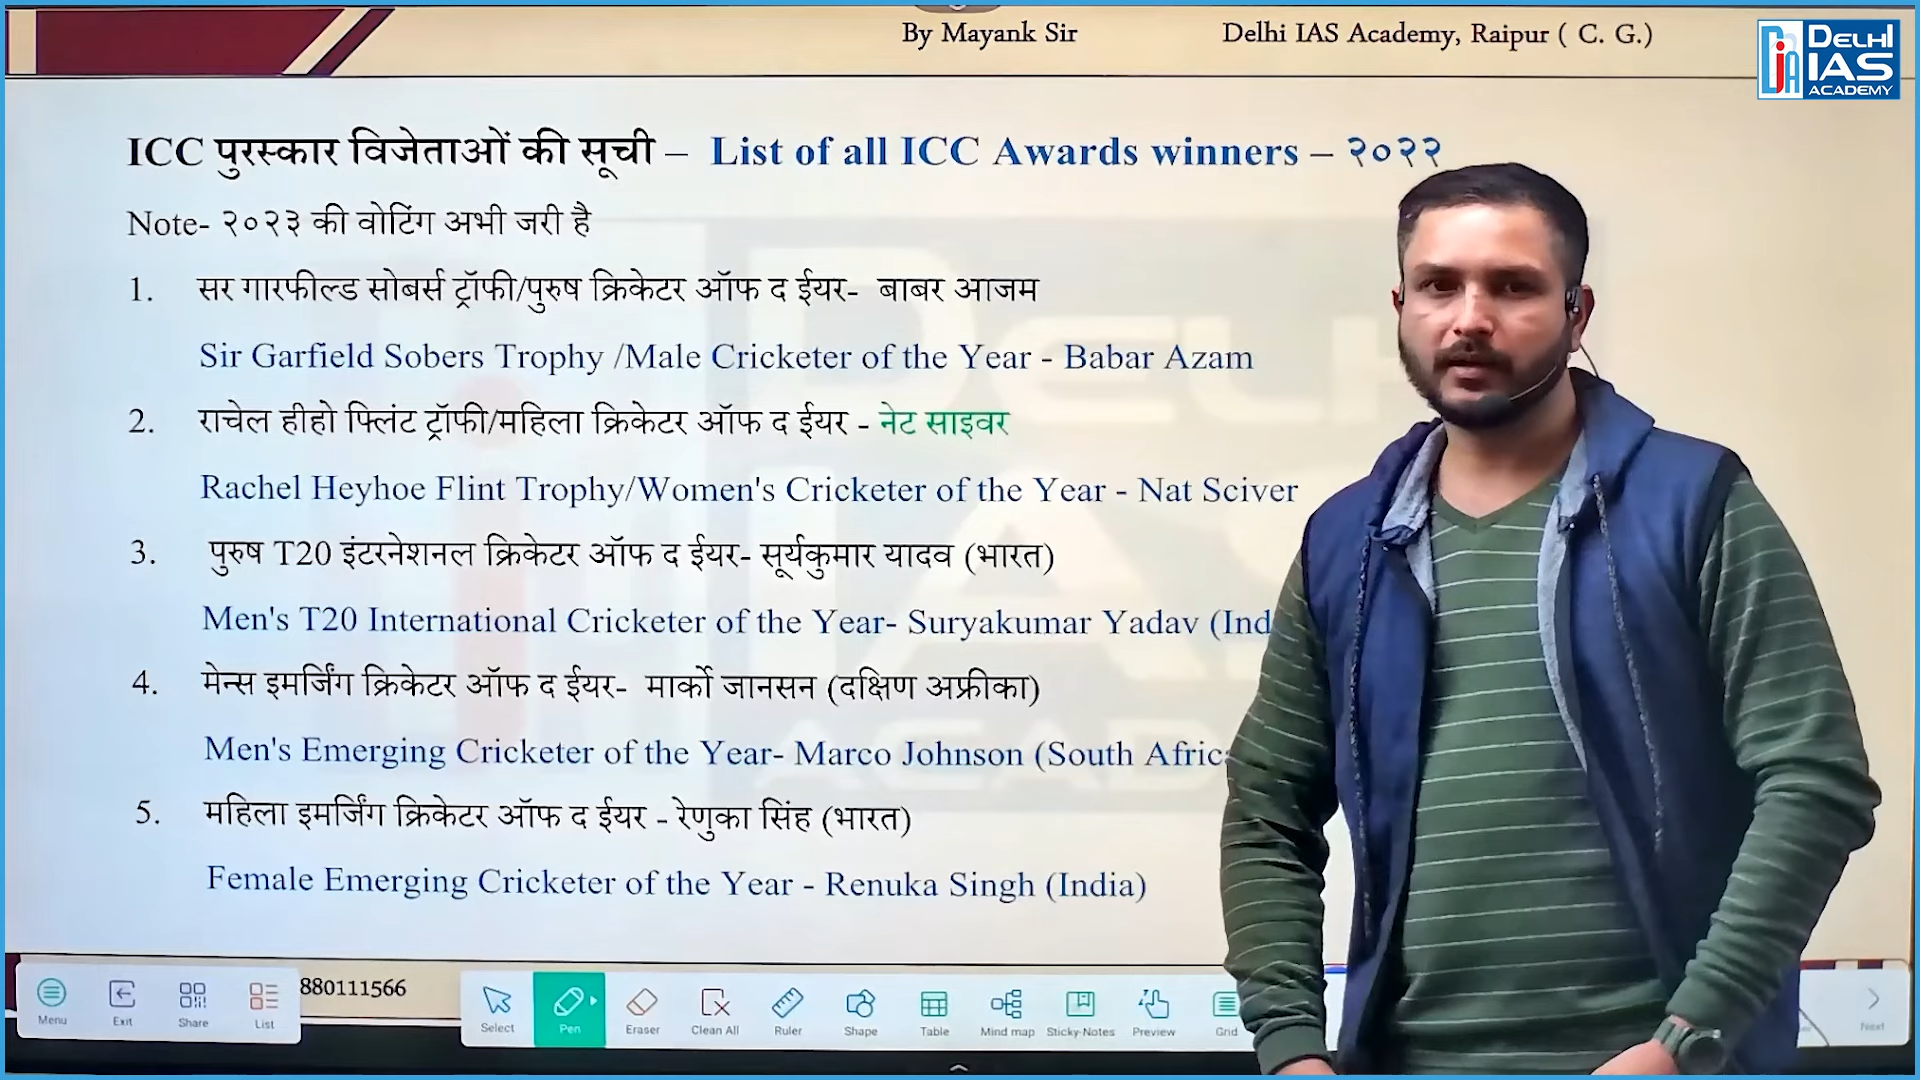 By Mayank Sir
Delhi IAS Academy, Raipur ( C. G.)
DELHI
IAS
ACADEMY
ICC पुरस्कार विजेताओं की सूची – List of all ICC Awards winners – २०२२
Note- २०२३ की वोटिंग अभी जरी है
1. सर गारफील्ड सोबर्स ट्रॉफी/पुरुष क्रिकेटर ऑफ द ईयर- बाबर आजम
Sir Garfield Sobers Trophy /Male Cricketer of the Year - Babar Azam
2. राचेल हीहो फ्लिंट ट्रॉफी/महिला क्रिकेटर ऑफ द ईयर - नेट साइवर
Rachel Heyhoe Flint Trophy/Women's Cricketer of the Year - Nat Sciver
3. पुरुष T20 इंटरनेशनल क्रिकेटर ऑफ द ईयर- सूर्यकुमार यादव (भारत)
Men's T20 International Cricketer of the Year- Suryakumar Yadav (Ind
4. मेन्स इमर्जिंग क्रिकेटर ऑफ द ईयर- मार्को जानसन (दक्षिण अफ्रीका)
Men's Emerging Cricketer of the Year- Marco Johnson (South Afric
5. महिला इमर्जिंग क्रिकेटर ऑफ द ईयर - रेणुका सिंह (भारत)
Female Emerging Cricketer of the Year - Renuka Singh (India)
880111566
Menu Exit Share List Select Pen Eraser Clean All Ruler Shape Table Mind map Sticky-Notes Preview Grid Next